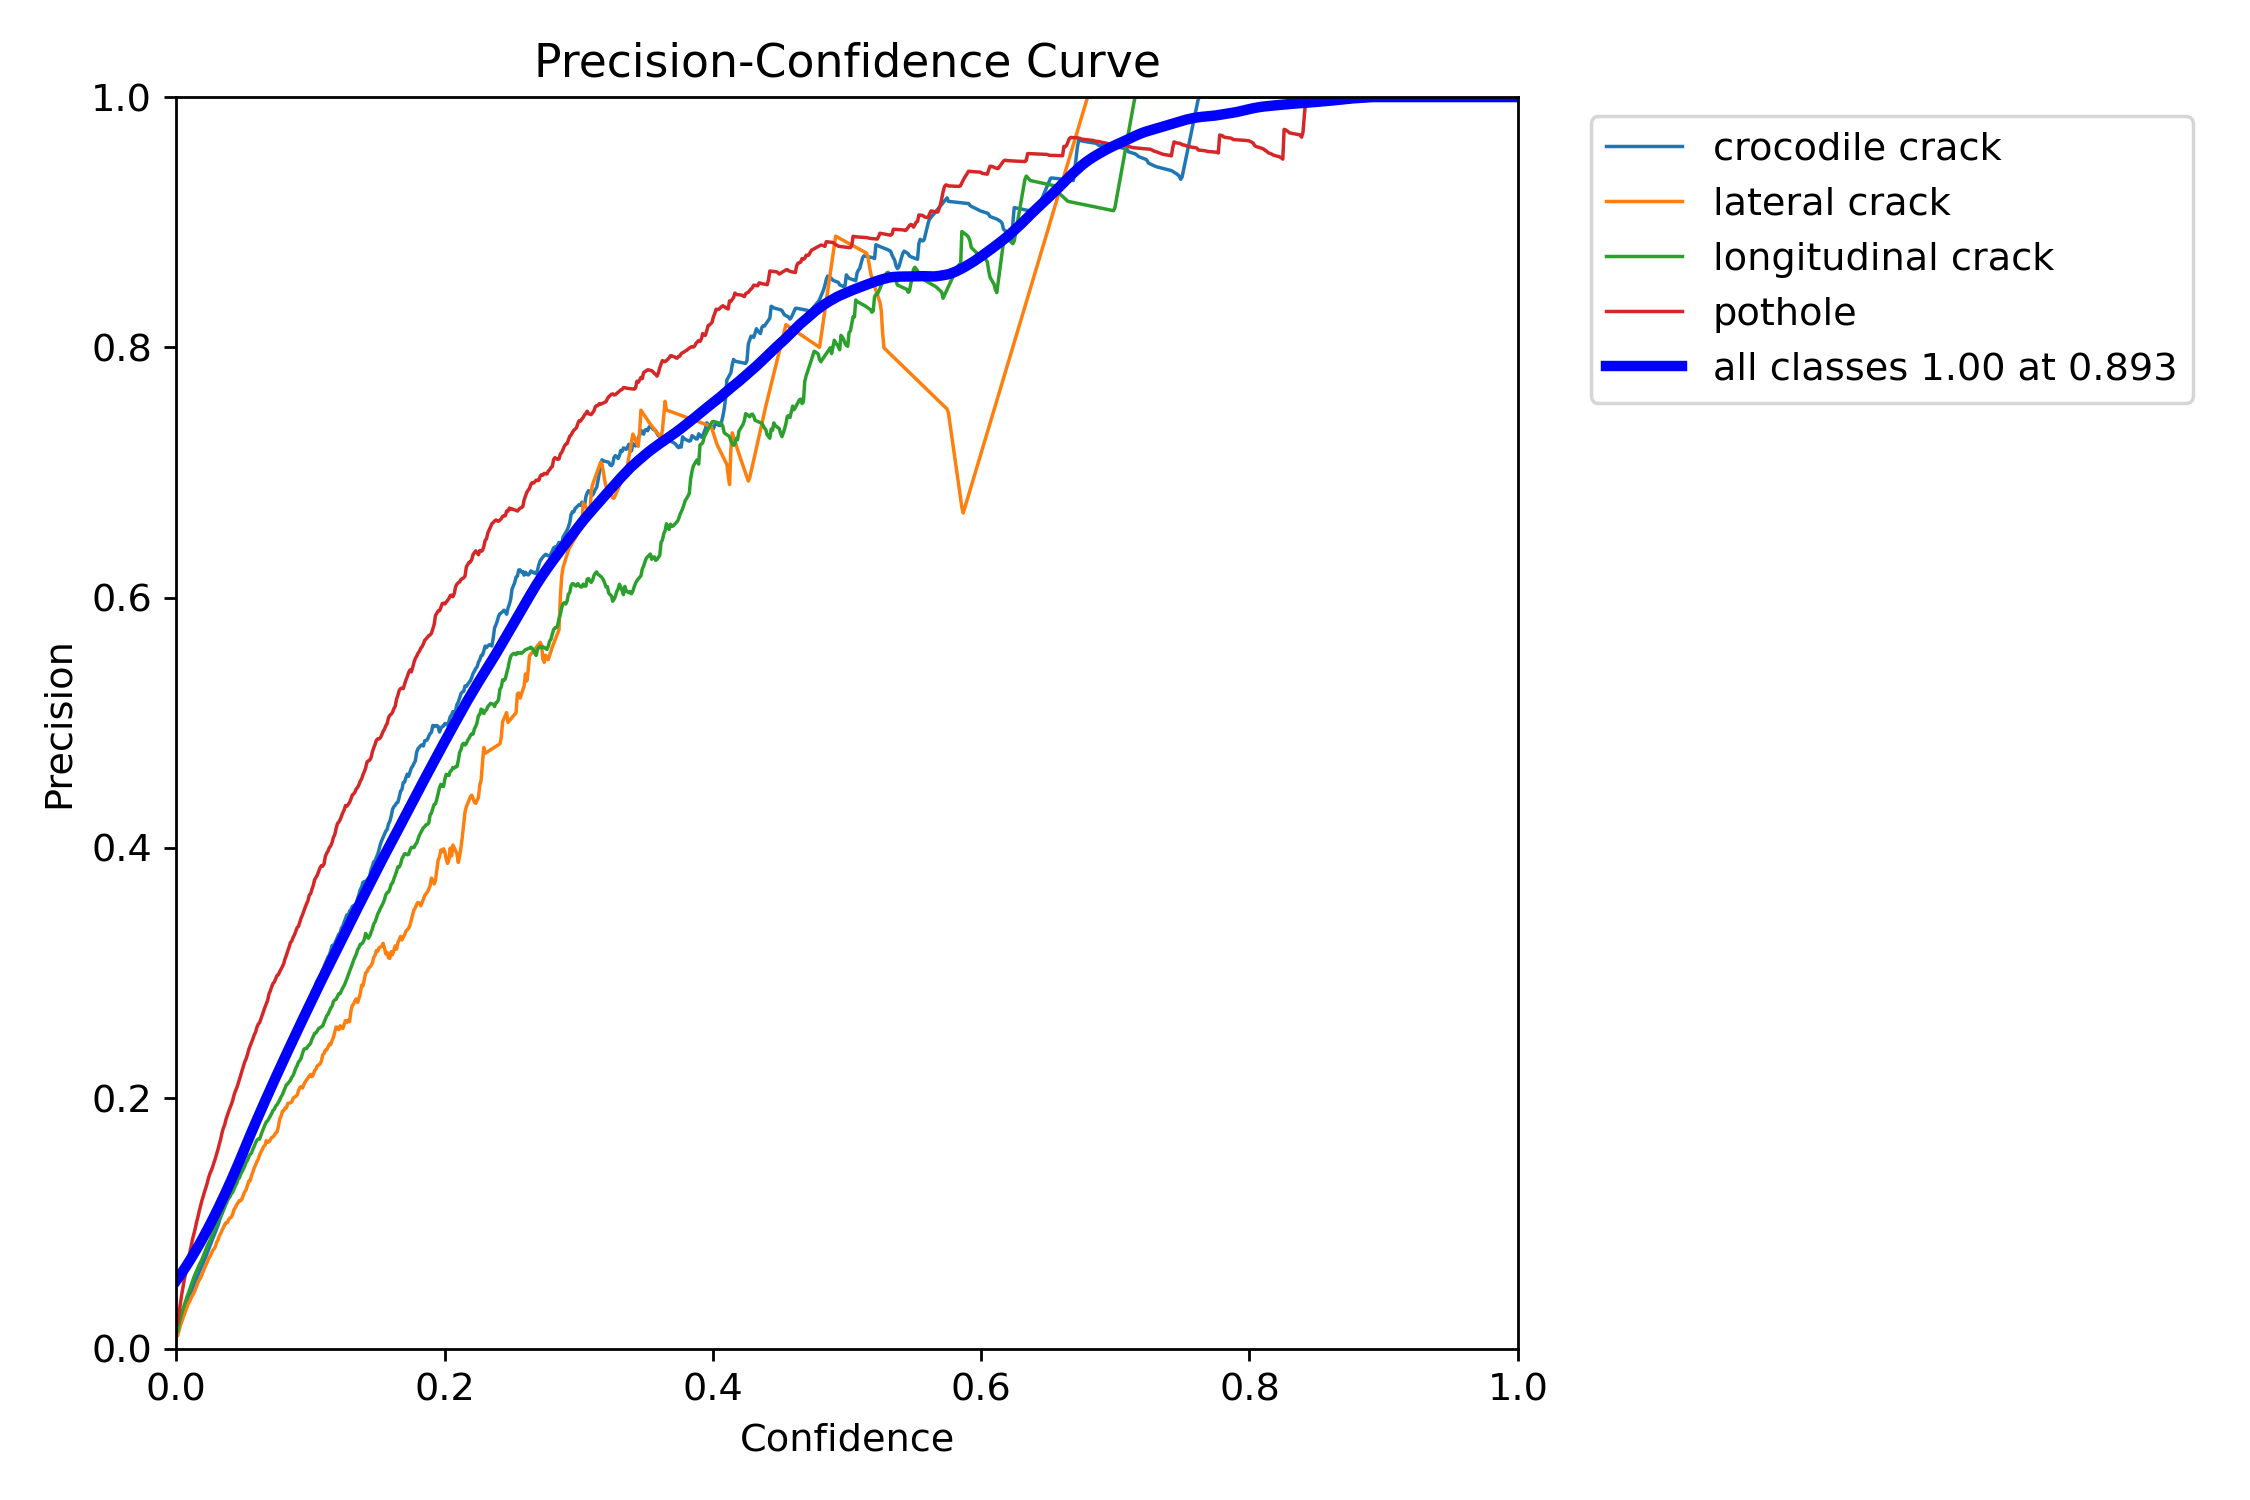 Precision-Confidence Curve
1.0
0.8
0.6
0.4
0.2
0.0
Precision
0.0 0.2 0.4 0.6 0.8 1.0
Confidence
crocodile crack
lateral crack
longitudinal crack
pothole
all classes 1.00 at 0.893